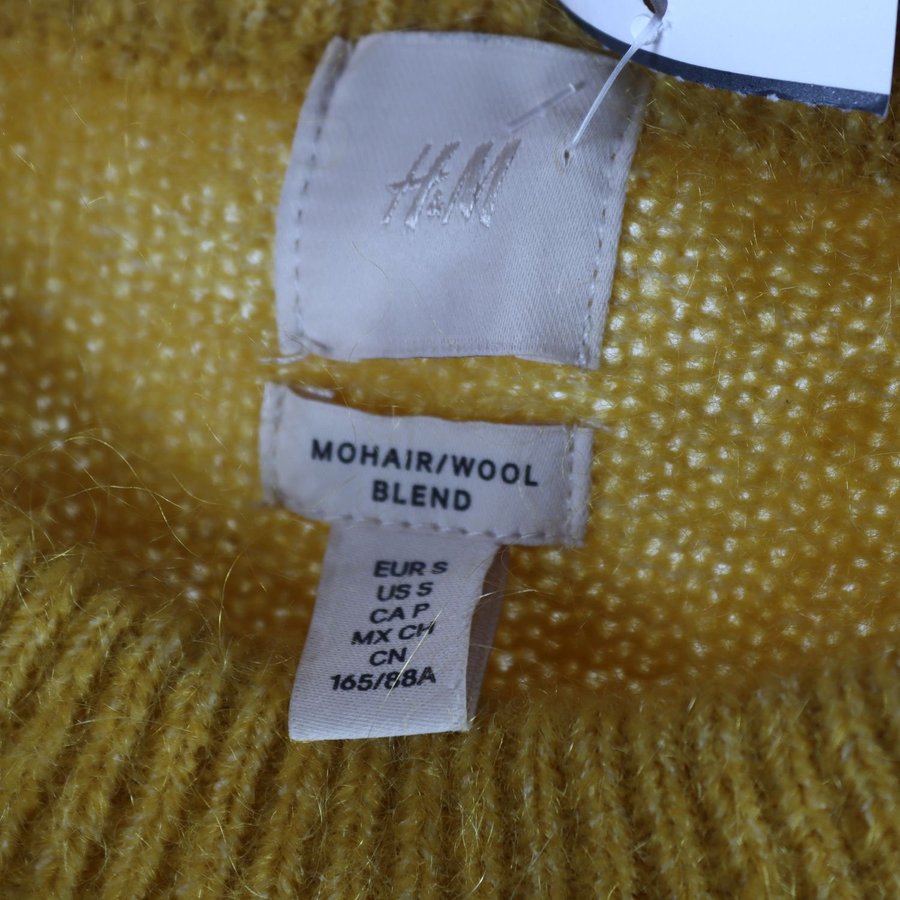 H&M
MOHAIR/WOOL
BLEND
EUR S
US S
CA P
MX CH
CN
165/88A